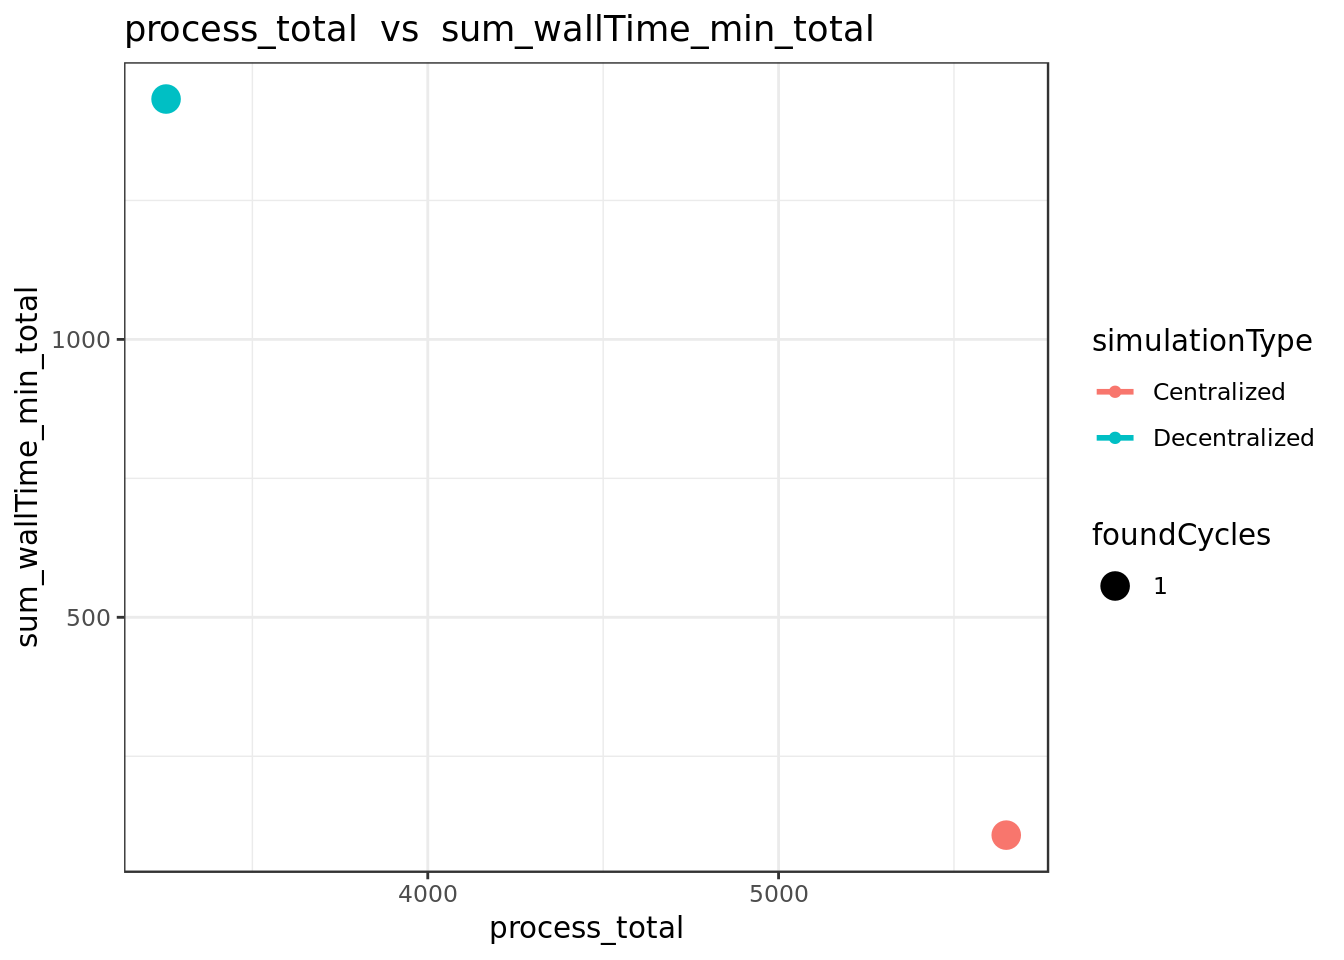 process_total  vs  sum_wallTime_min_total
sum_wallTime_min_total
1000
500
4000
5000
process_total
simulationType
Centralized
Decentralized
foundCycles
1